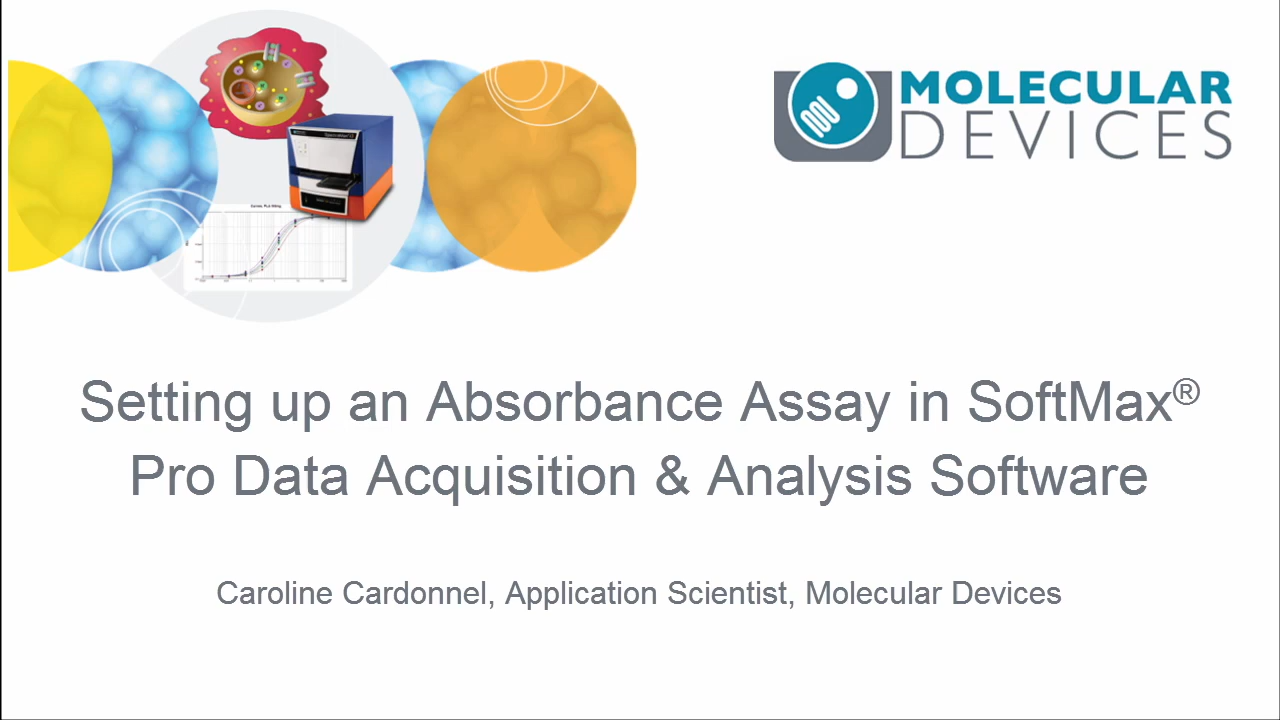 MOLECULAR
DEVICES
Setting up an Absorbance Assay in SoftMax®
Pro Data Acquisition & Analysis Software
Caroline Cardonnel, Application Scientist, Molecular Devices